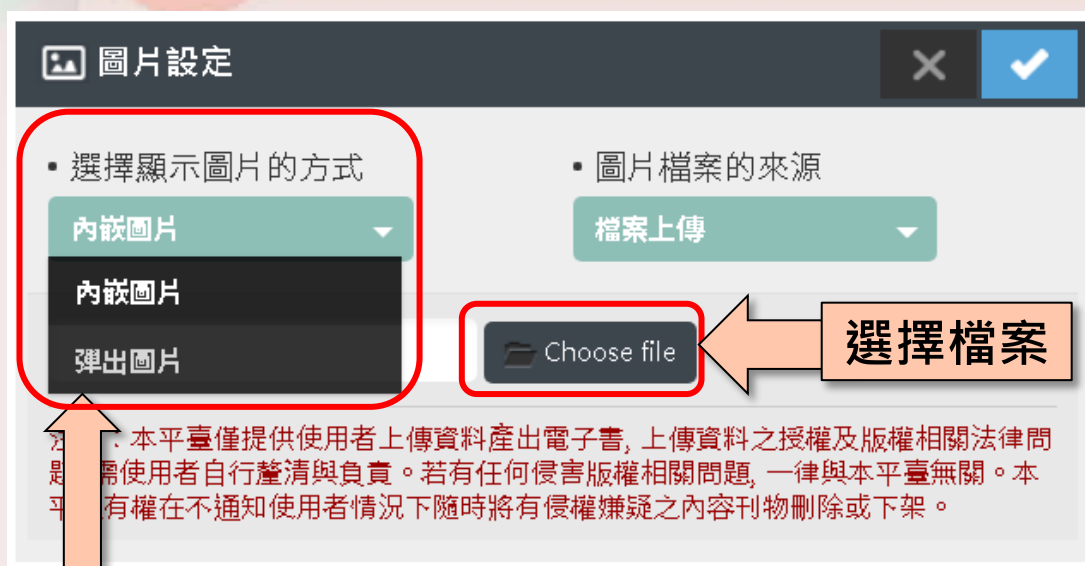 圖片設定
•選擇顯示圖片的方式
•圖片檔案的來源
內嵌圖片
檔案上傳
內嵌圖片
彈出圖片
Choose file
選擇檔案
本平臺僅提供使用者上傳資料產出電子書, 上傳資料之授權及版權相關法律問
需使用者自行釐清與負責。若有任何侵害版權相關問題, 一律與本平臺無關。本
有權在不通知使用者情況下隨時將有侵權嫌疑之內容刊物刪除或下架。